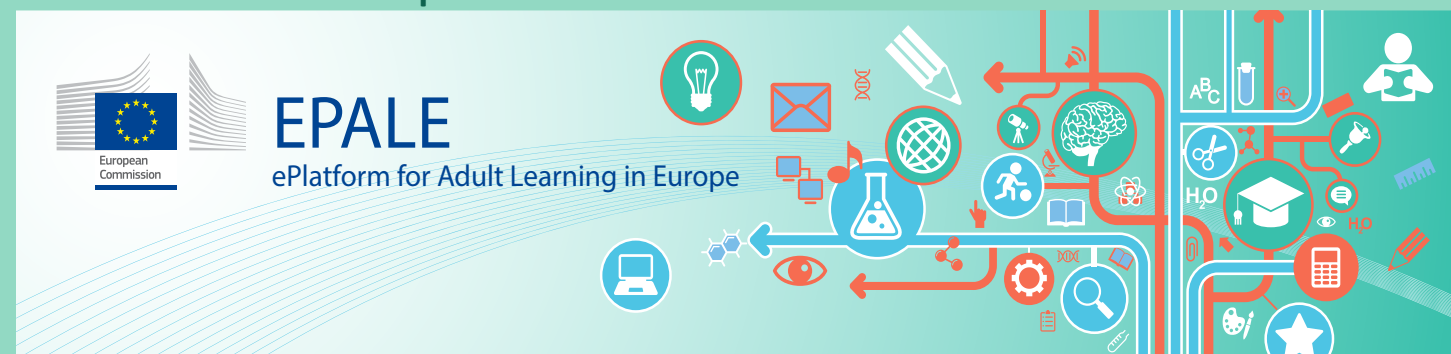 European
Commission
EPALE
ePlatform for Adult Learning in Europe
ABC
H2O
H2O